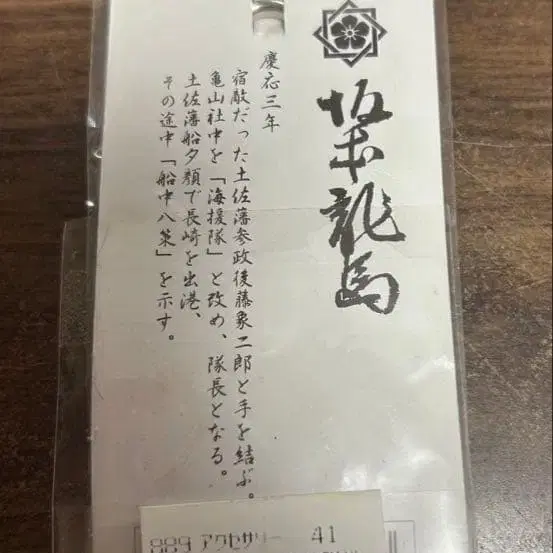 坂本龍馬
慶応三年
宿敵だった土佐藩参政後藤象二郎と手を結ぶ。
亀山社中を「海援隊」と改め、隊長となる。
土佐藩船夕顔で長崎を出港、
その途中「船中八策」を示す。
889 アクセサリー 41